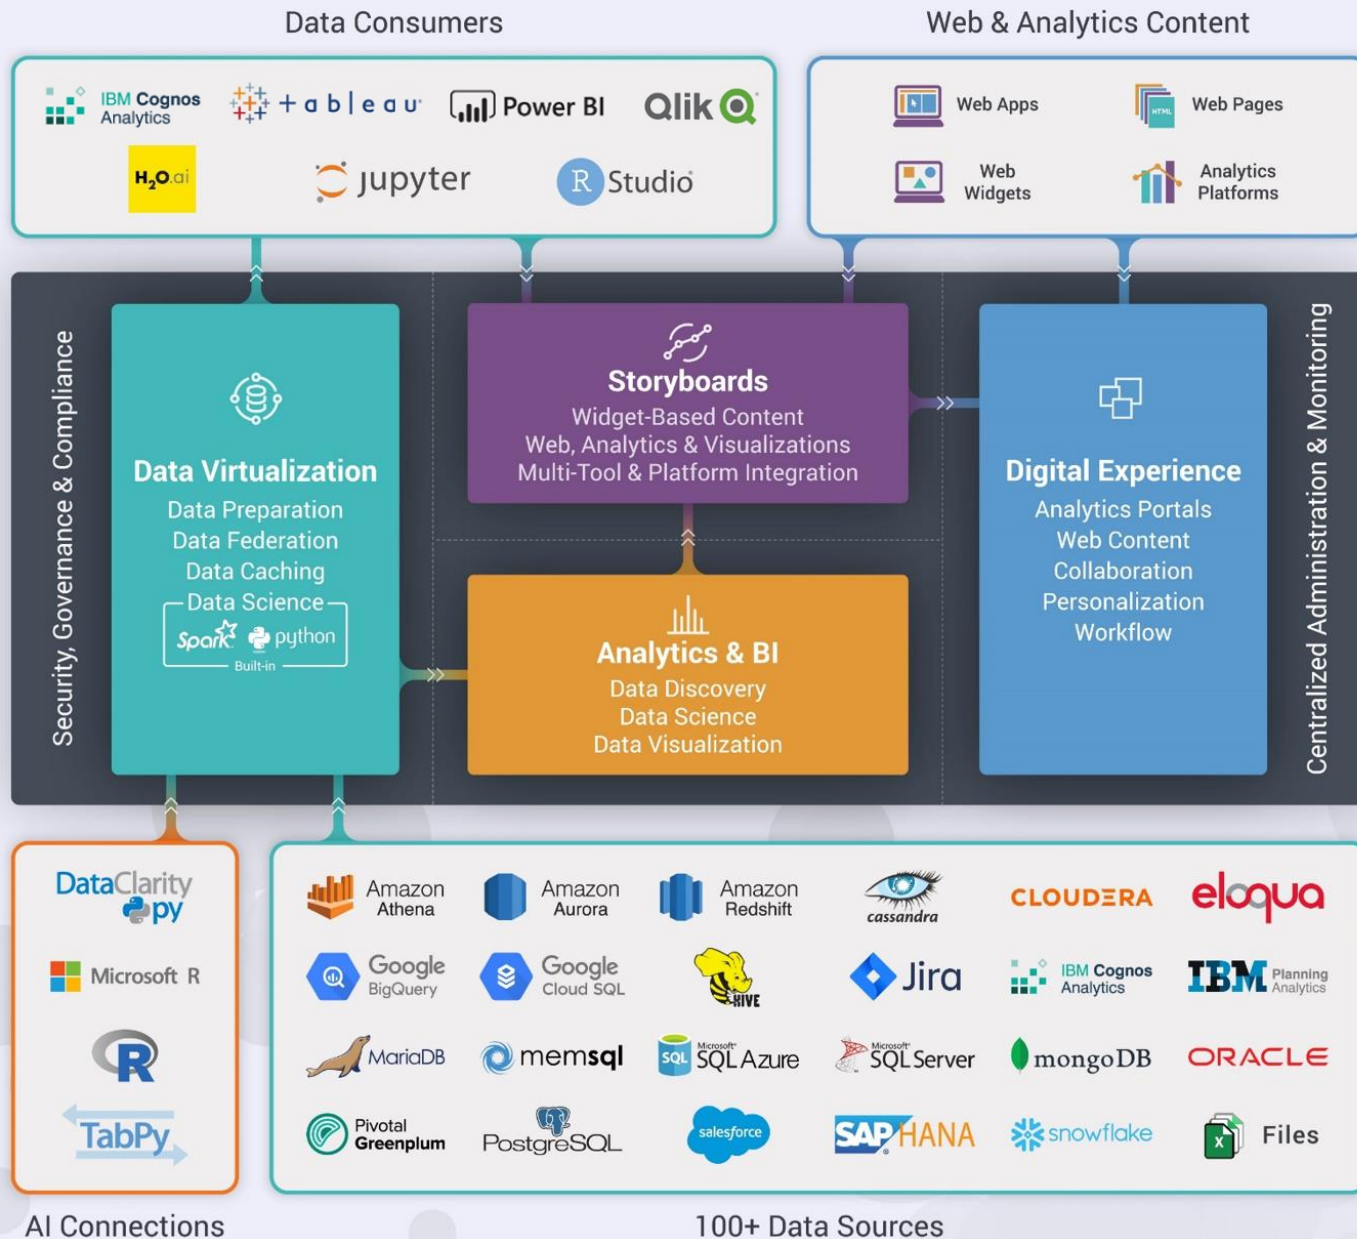 Data Consumers
Web & Analytics Content
IBM Cognos
Analytics
+ a b l e a u
Power BI
Qlik
H2O.ai
jupyter
R Studio
Web Apps
HTML
Web Pages
Web
Widgets
Analytics
Platforms
Security, Governance & Compliance
Data Virtualization
Data Preparation
Data Federation
Data Caching
Data Science
Spark
python
Built-in
Storyboards
Widget-Based Content
Web, Analytics & Visualizations
Multi-Tool & Platform Integration
Analytics & BI
Data Discovery
Data Science
Data Visualization
Digital Experience
Analytics Portals
Web Content
Collaboration
Personalization
Workflow
Centralized Administration & Monitoring
DataClarity
py
Microsoft R
R
TabPy
AI Connections
Amazon
Athena
Amazon
Aurora
Amazon
Redshift
cassandra
CLOUDERA
eloqua
Google
BigQuery
Google
Cloud SQL
HIVE
Jira
IBM Cognos
Analytics
IBM Planning
Analytics
MariaDB
memsql
SQL
Microsoft
SQL Azure
Microsoft
SQL Server
mongoDB
ORACLE
Pivotal
Greenplum
PostgreSQL
salesforce
SAP HANA
snowflake
X
Files
100+ Data Sources